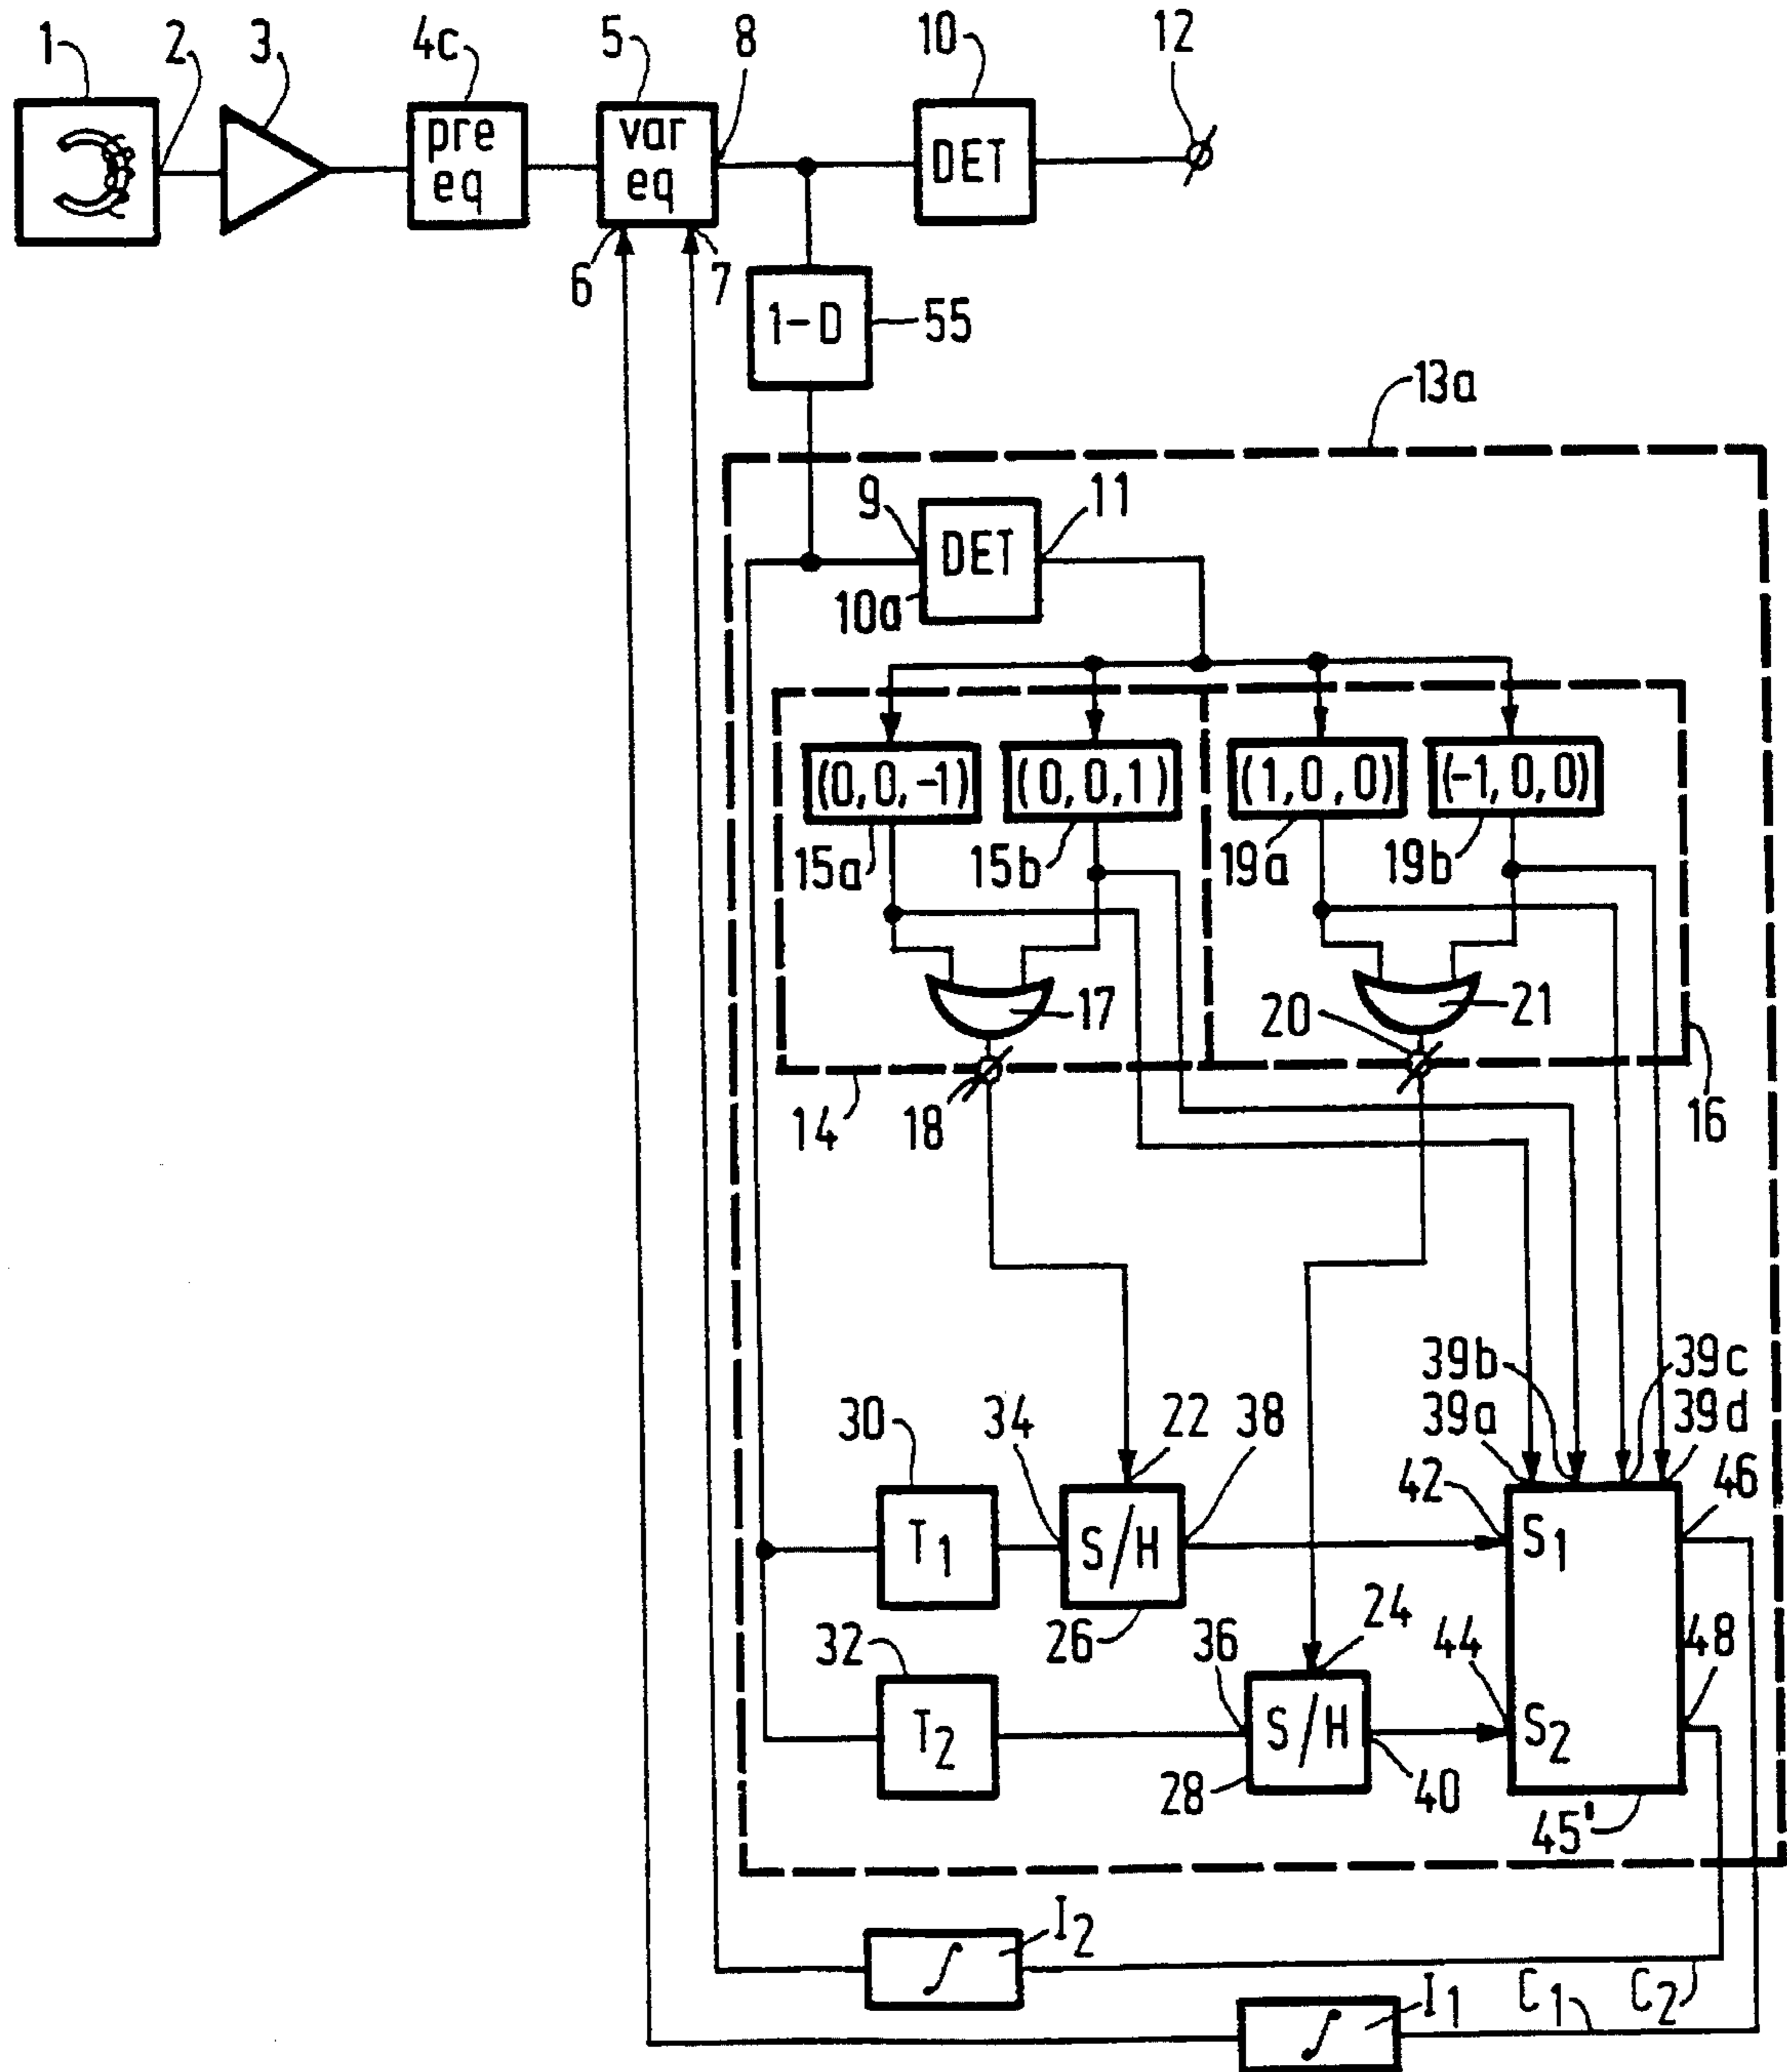 1
2
3
4c
5
8
10
12
pre
eq
var
eq
DET
6
7
1-D
55
13a
9
DET
11
10a
(0,0,-1)
(0,0,1)
(1,0,0)
(-1,0,0)
15a
15b
19a
19b
17
20
21
14
18
16
39b
39c
39a
39d
30
34
22
38
42
46
T1
S/H
S1
26
24
32
36
44
48
T2
S/H
S2
28
40
45'
I2
∫
I1
C1
C2
∫